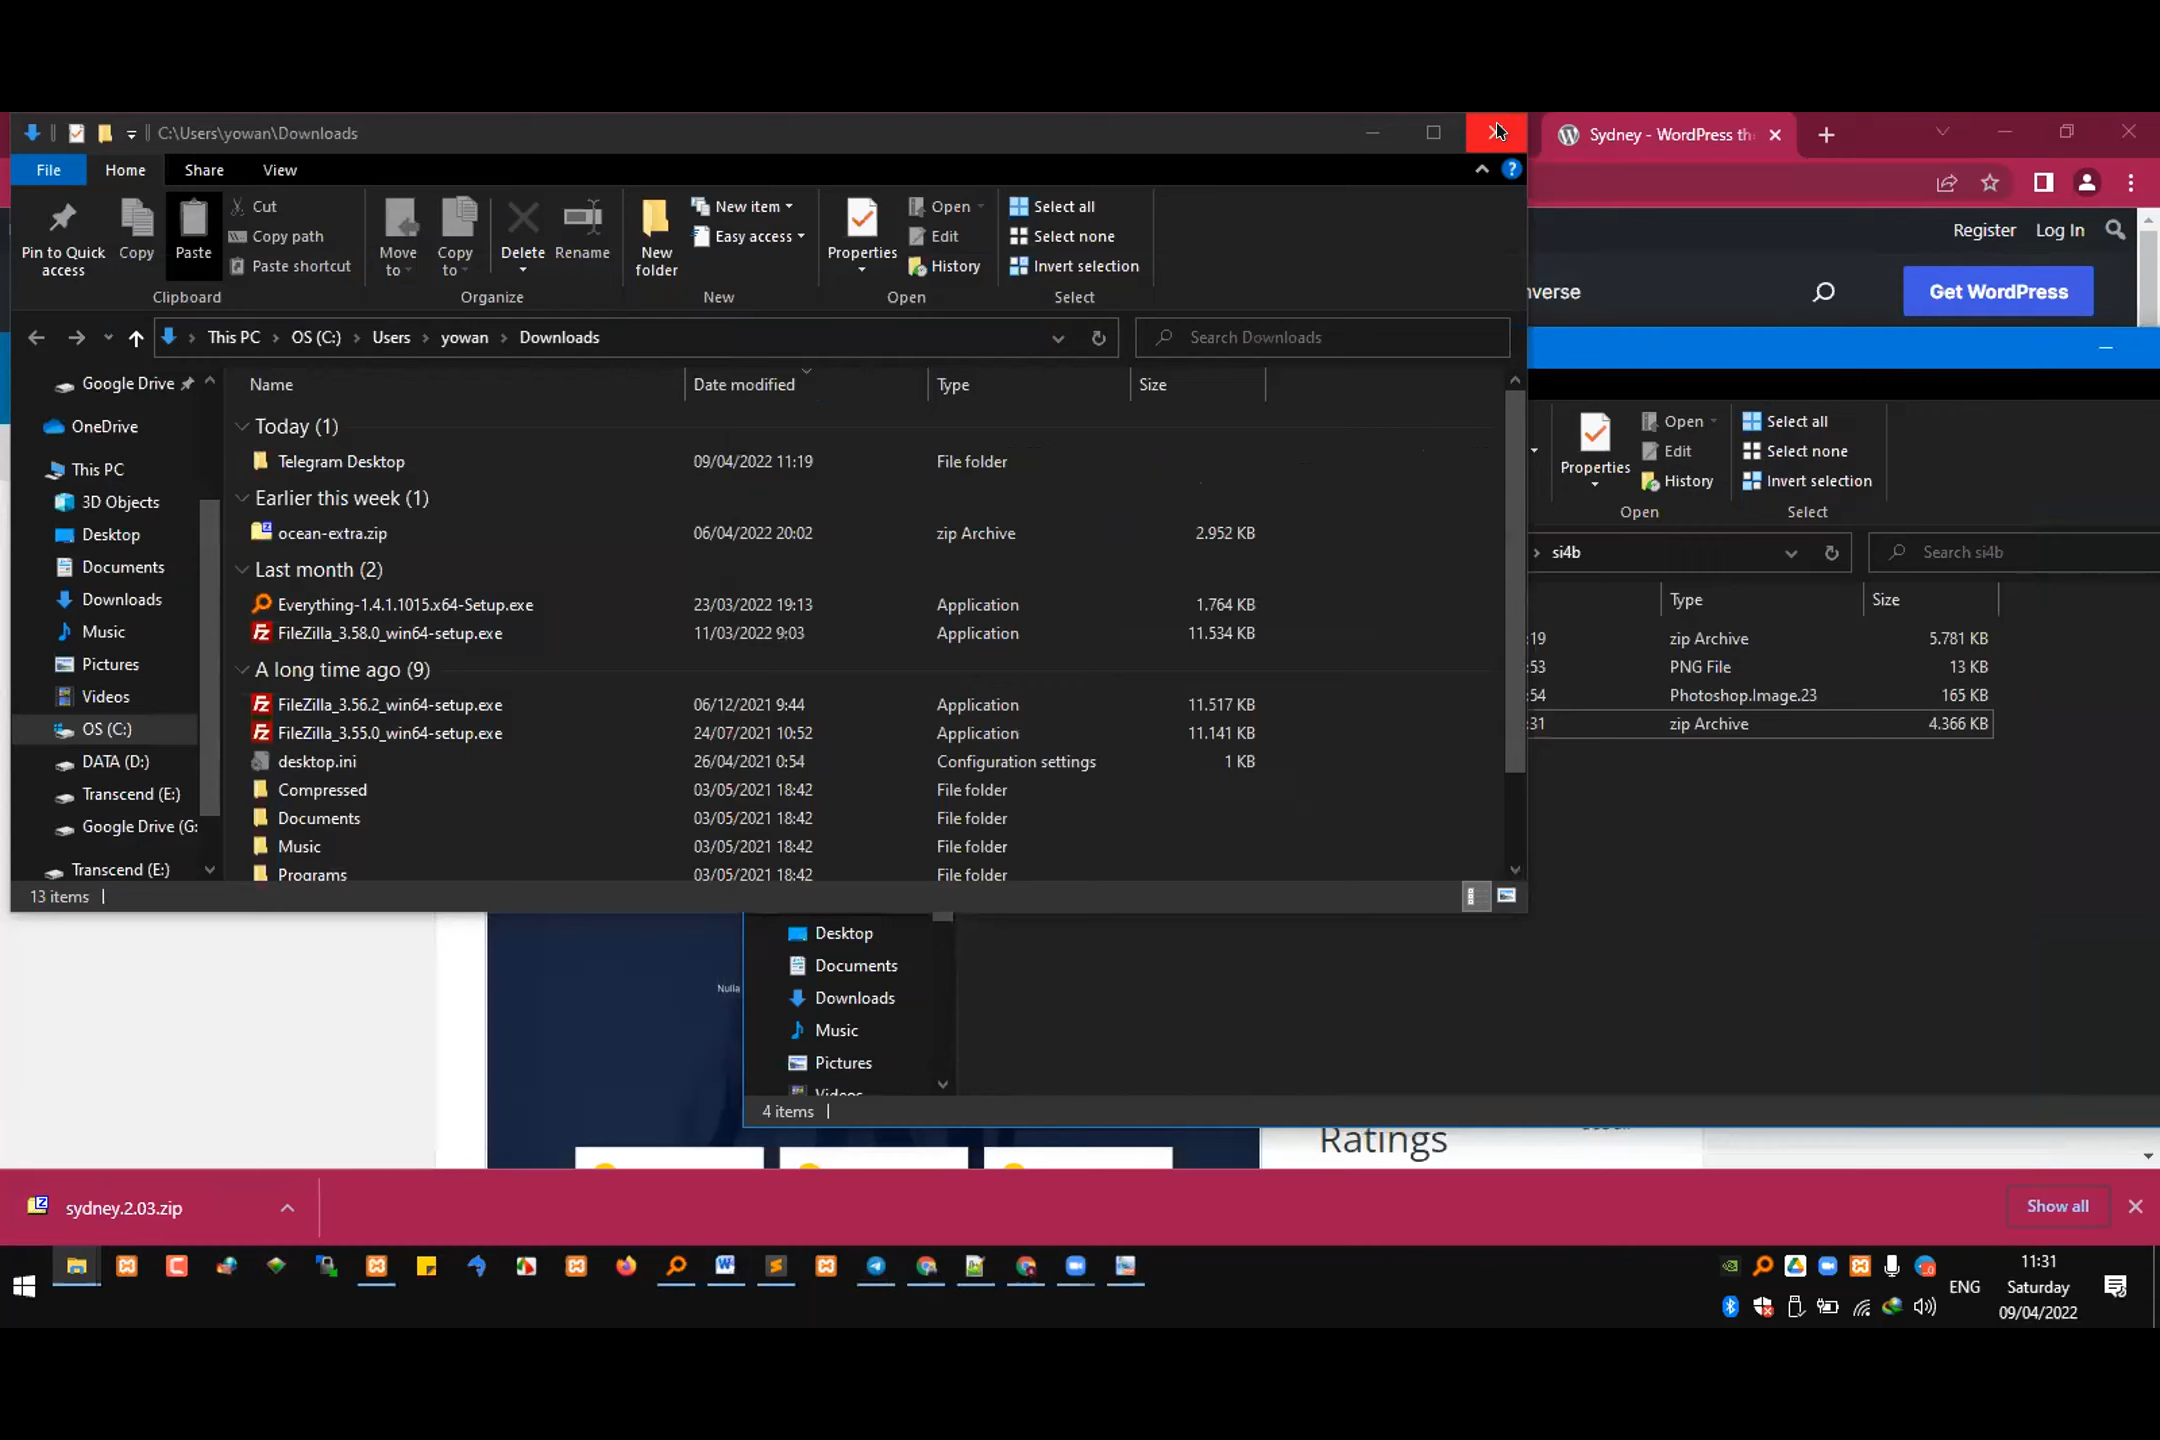 C:\Users\yowan\Downloads
Sydney - WordPress th
File
Home
Share
View
Pin to Quick access
Copy
Paste
Cut
Copy path
Paste shortcut
Clipboard
Move to
Copy to
Delete
Rename
Organize
New folder
New item
Easy access
New
Properties
Open
Edit
History
Open
Select all
Select none
Invert selection
Select
Register
Log In
verse
Get WordPress
This PC
OS (C:)
Users
yowan
Downloads
Search Downloads
Google Drive
OneDrive
This PC
3D Objects
Desktop
Documents
Downloads
Music
Pictures
Videos
OS (C:)
DATA (D:)
Transcend (E:)
Google Drive (G:
Transcend (E:)
Name Date modified Type Size
Today (1)
Telegram Desktop 09/04/2022 11:19 File folder
Earlier this week (1)
ocean-extra.zip 06/04/2022 20:02 zip Archive 2.952 KB
Last month (2)
Everything-1.4.1.1015.x64-Setup.exe 23/03/2022 19:13 Application 1.764 KB
FileZilla_3.58.0_win64-setup.exe 11/03/2022 9:03 Application 11.534 KB
A long time ago (9)
FileZilla_3.56.2_win64-setup.exe 06/12/2021 9:44 Application 11.517 KB
FileZilla_3.55.0_win64-setup.exe 24/07/2021 10:52 Application 11.141 KB
desktop.ini 26/04/2021 0:54 Configuration settings 1 KB
Compressed 03/05/2021 18:42 File folder
Documents 03/05/2021 18:42 File folder
Music 03/05/2021 18:42 File folder
Programs 03/05/2021 18:42 File folder
13 items
Properties
Open
Edit
History
Open
Select all
Select none
Invert selection
Select
si4b
Search si4b
Type Size
:19 zip Archive 5.781 KB
:53 PNG File 13 KB
:54 Photoshop.Image.23 165 KB
:31 zip Archive 4.366 KB
Nulla
Desktop
Documents
Downloads
Music
Pictures
Videos
4 items
Ratings
sydney.2.03.zip
Show all
ENG
11:31
Saturday
09/04/2022